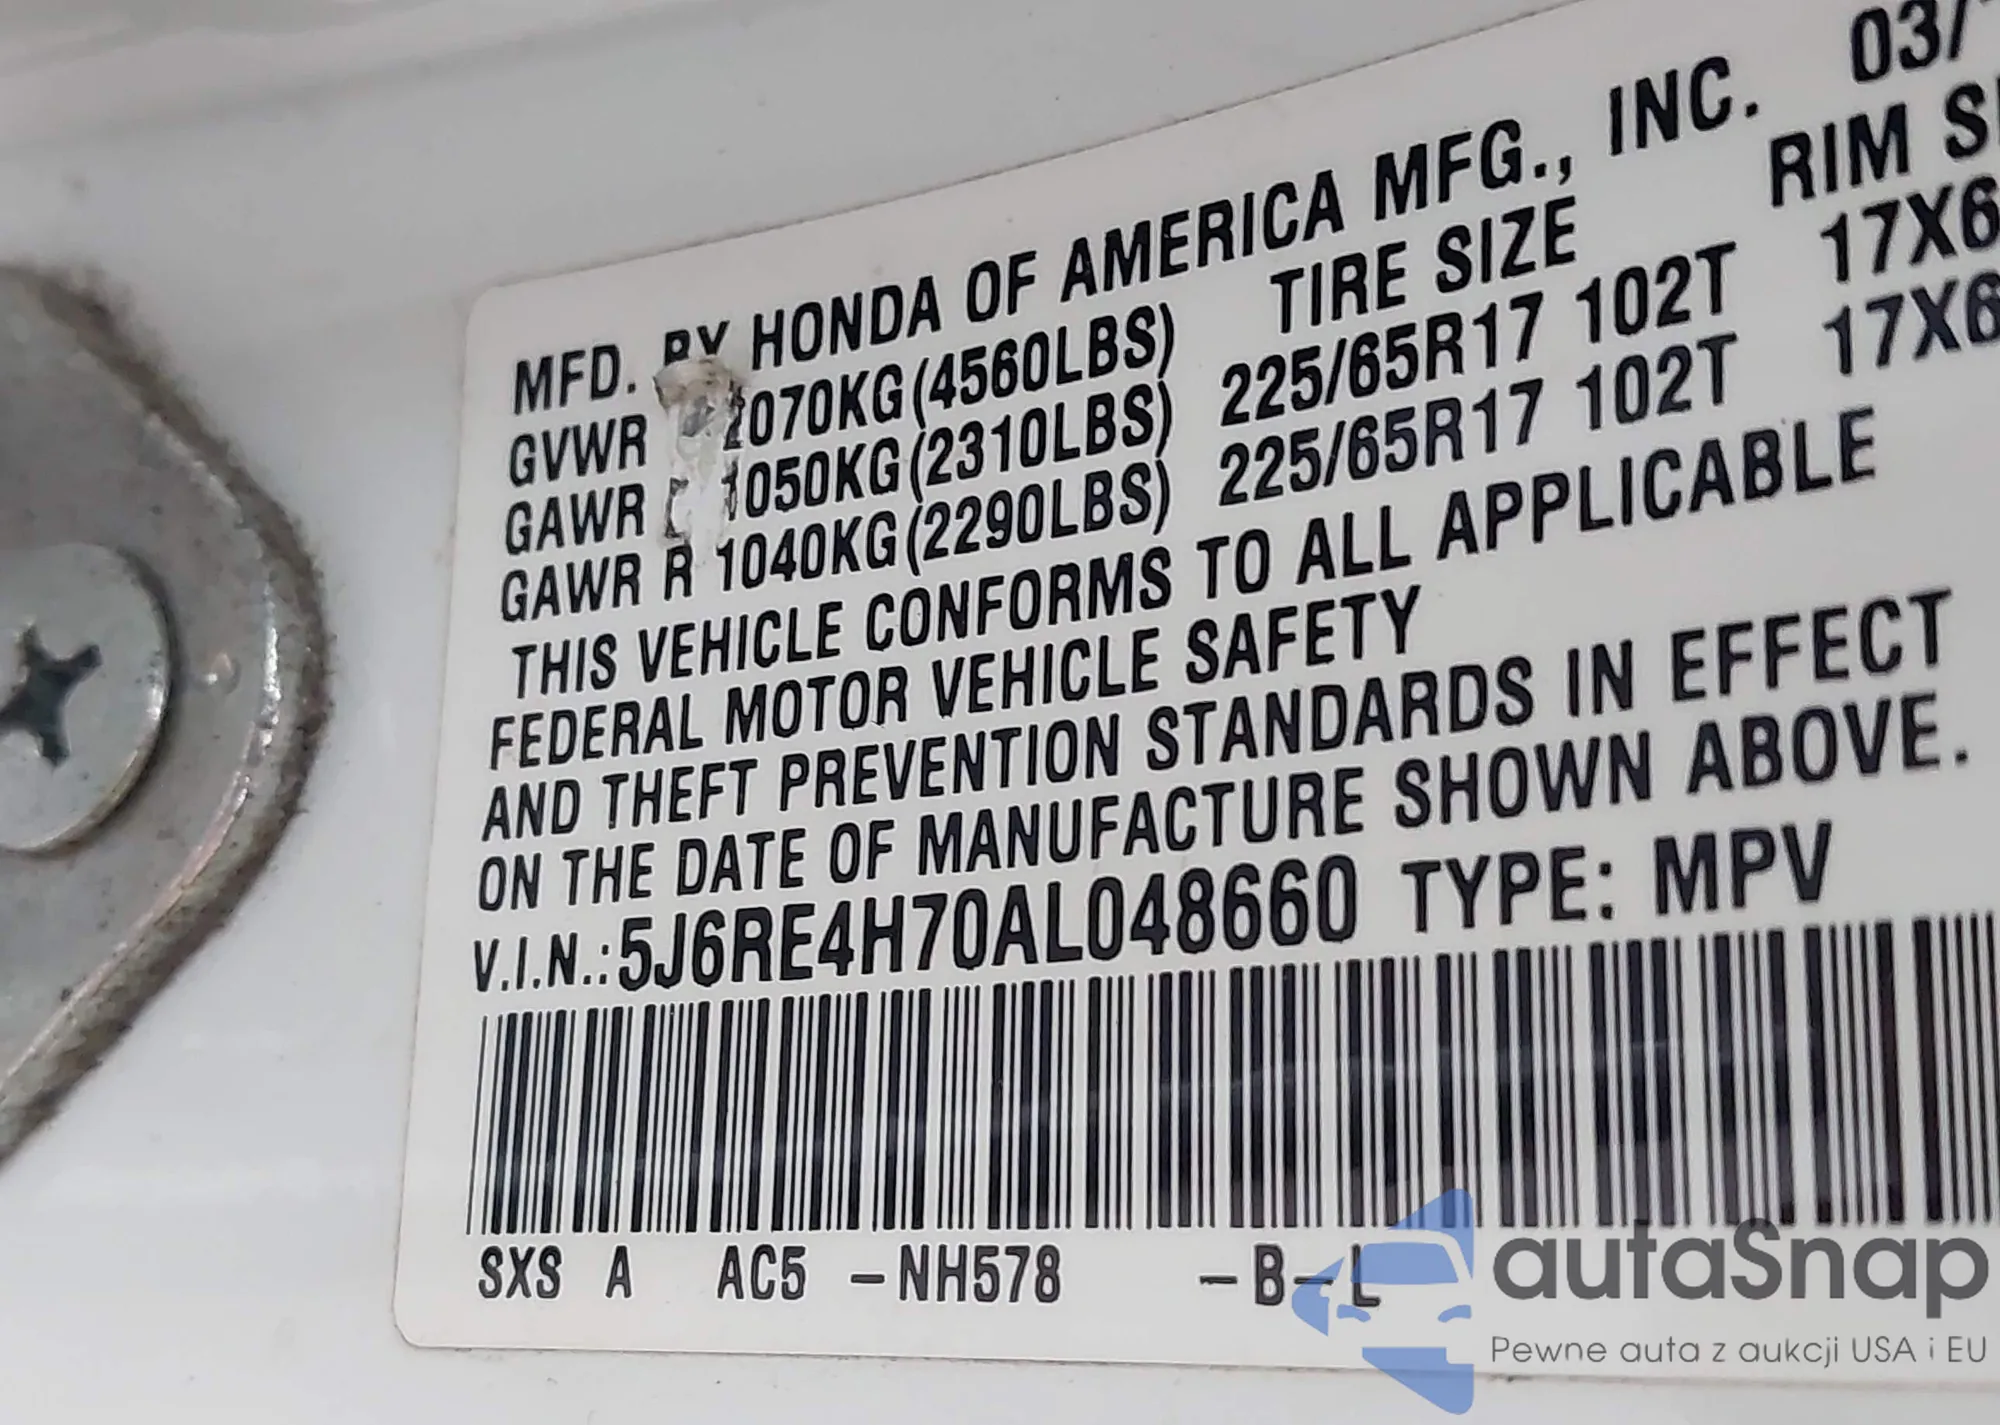 MFD. BY HONDA OF AMERICA MFG., INC. 03/
GVWR 2070KG(4560LBS) TIRE SIZE RIM
GAWR 1050KG(2310LBS) 225/65R17 102T 17X6
GAWR R 1040KG(2290LBS) 225/65R17 102T 17X6
THIS VEHICLE CONFORMS TO ALL APPLICABLE
FEDERAL MOTOR VEHICLE SAFETY
AND THEFT PREVENTION STANDARDS IN EFFECT
ON THE DATE OF MANUFACTURE SHOWN ABOVE.
V.I.N.:5J6RE4H70AL048660 TYPE: MPV
SXS A AC5 -NH578 -B-L
autaSnap
Pewne auta z aukcji USA i EU